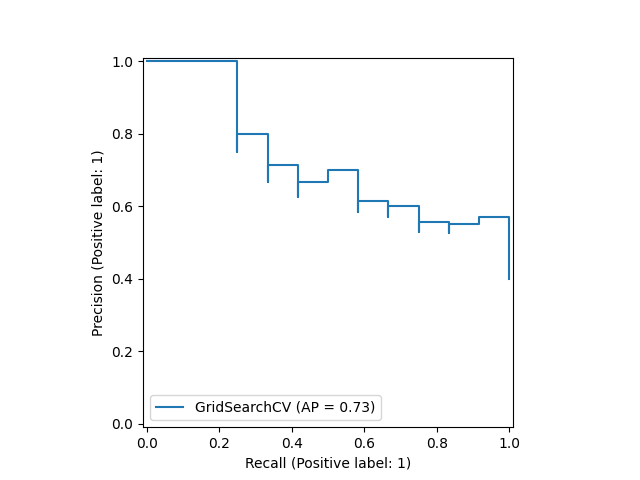 1.0
0.8
0.6
0.4
0.2
0.0
Precision (Positive label: 1)
GridSearchCV (AP = 0.73)
0.0 0.2 0.4 0.6 0.8 1.0
Recall (Positive label: 1)